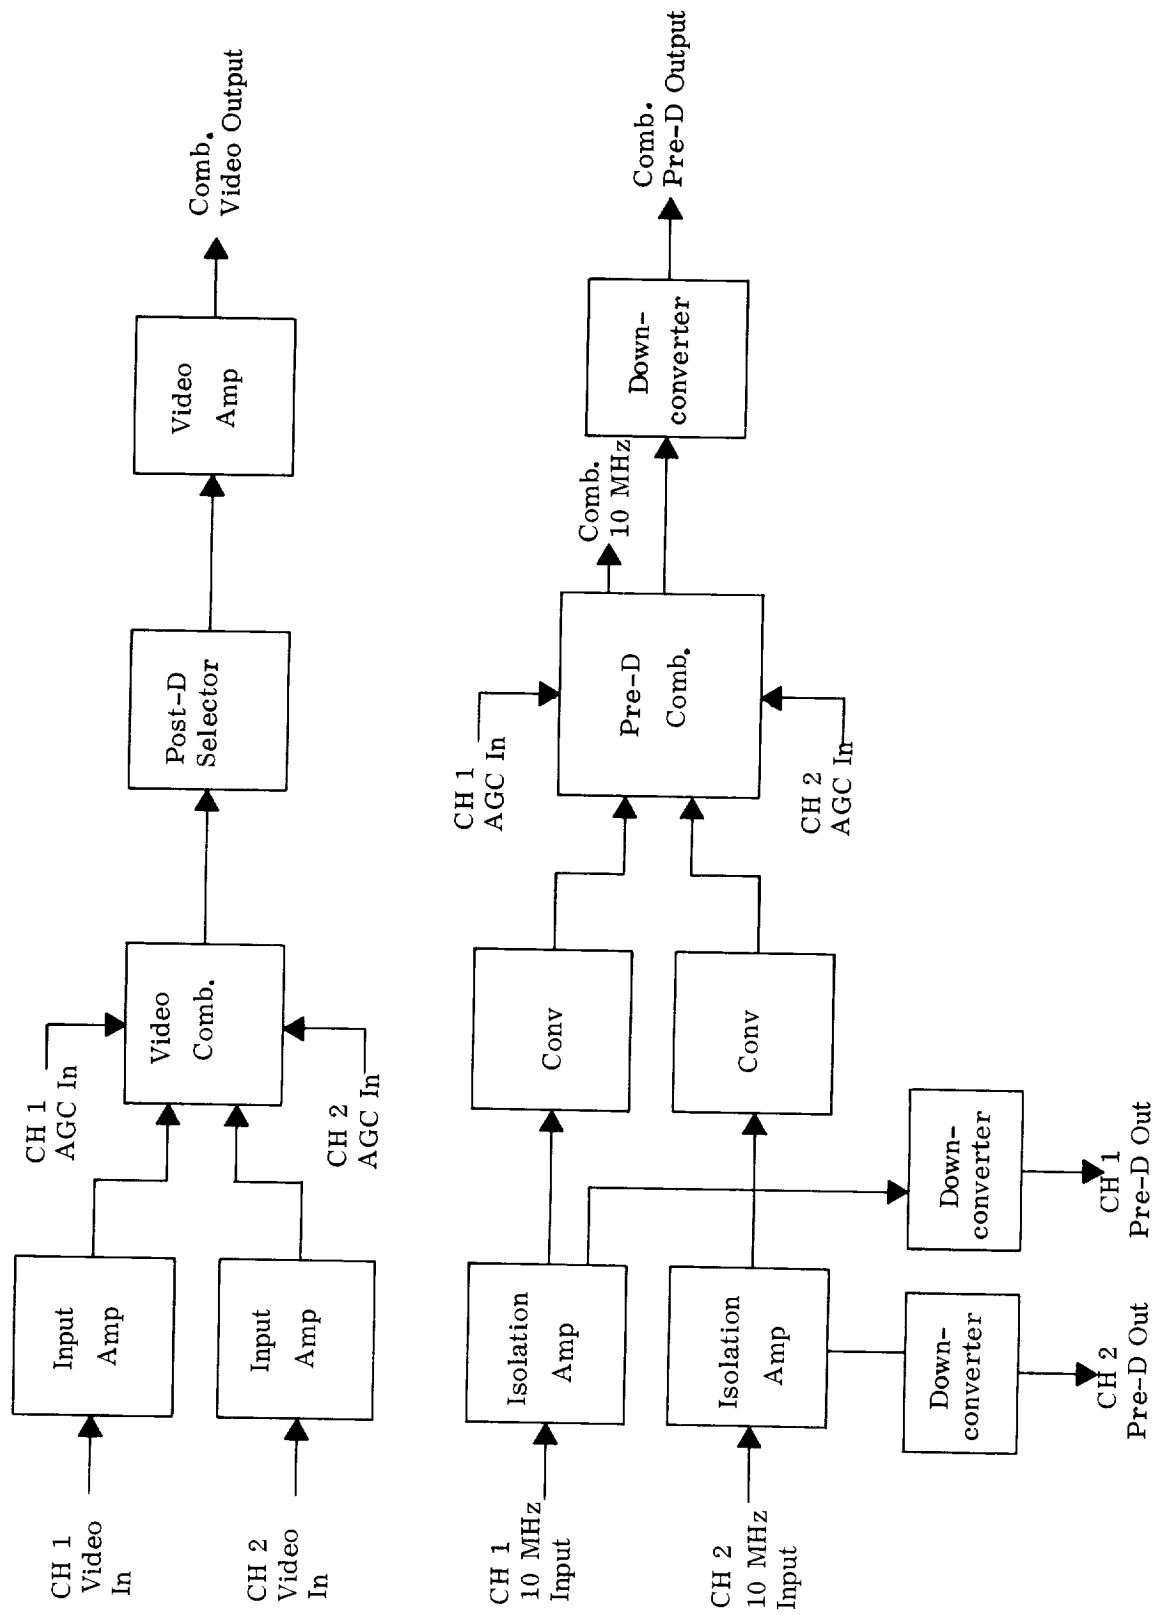 CH 1
Video
In
Input
Amp
CH 2
Video
In
Input
Amp
CH 1
AGC In
Video
Comb.
CH 2
AGC In
Post-D
Selector
Video
Amp
Comb.
Video Output
CH 1
10 MHz
Input
Isolation
Amp
CH 2
10 MHz
Input
Isolation
Amp
Conv
Conv
CH 1
AGC In
Pre-D
Comb.
CH 2
AGC In
Comb.
10 MHz
Down-
converter
Comb.
Pre-D Output
Down-
converter
CH 2
Pre-D Out
Down-
converter
CH 1
Pre-D Out